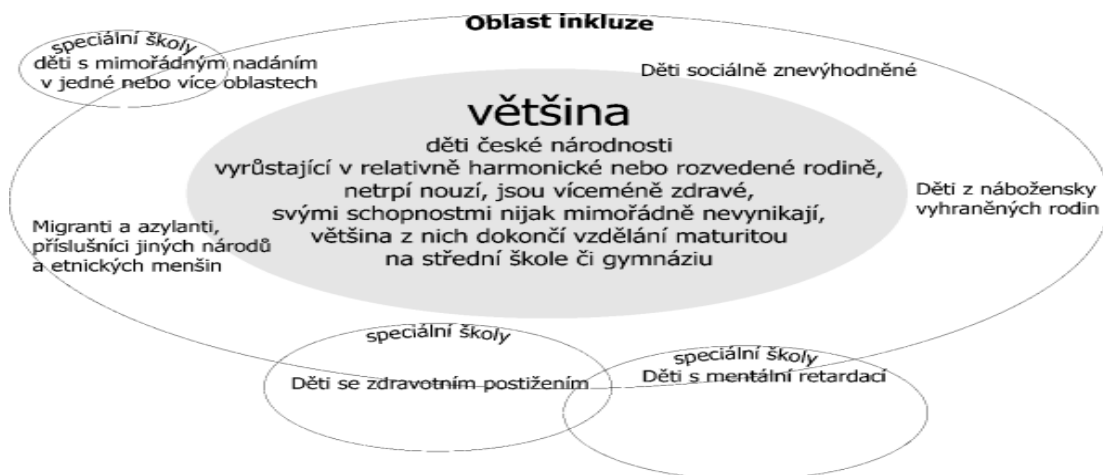 Oblast inkluze
speciální školy
děti s mimořádným nadáním
v jedné nebo více oblastech
Děti sociálně znevýhodněné
většina
děti české národnosti
vyrůstající v relativně harmonické nebo rozvedené rodině,
netrpí nouzí, jsou víceméně zdravé,
svými schopnostmi nijak mimořádně nevynikají,
většina z nich dokončí vzdělání maturitou
na střední škole či gymnáziu
Děti z nábožensky
vyhraněných rodin
Migranti a azylanti,
příslušníci jiných národů
a etnických menšin
speciální školy
Děti se zdravotním postižením
speciální školy
Děti s mentální retardací